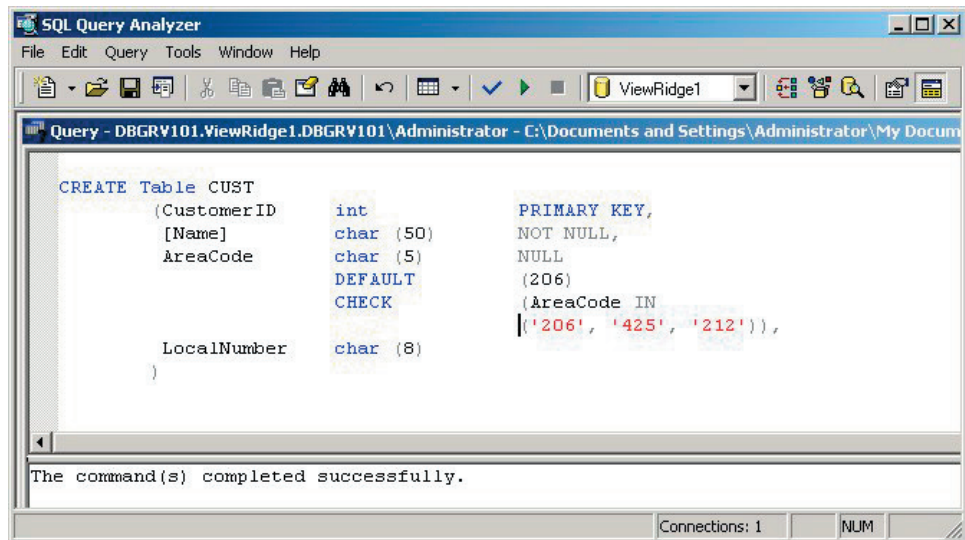 SQL Query Analyzer
File Edit Query Tools Window Help
ViewRidge1
Query - DBGRV101.ViewRidge1.DBGRV101\Administrator - C:\Documents and Settings\Administrator\My Docum
CREATE Table CUST
(CustomerID int PRIMARY KEY,
[Name] char (50) NOT NULL,
AreaCode char (5) NULL
DEFAULT (206)
CHECK (AreaCode IN
('206', '425', '212')),
LocalNumber char (8)
)
The command(s) completed successfully.
Connections: 1 NUM